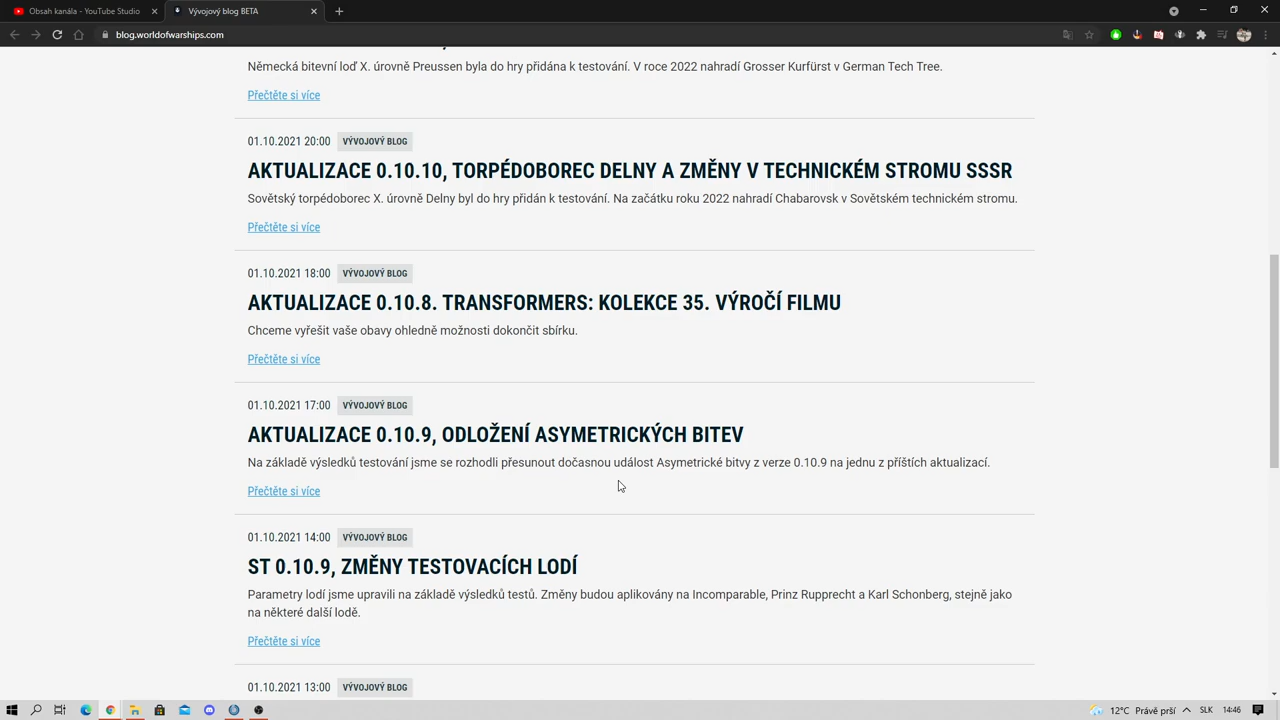 Obsah kanála - YouTube Studio
Vývojový blog BETA
blog.worldofwarships.com
Německá bitevní loď X. úrovně Preussen byla do hry přidána k testování. V roce 2022 nahradí Grosser Kurfürst v German Tech Tree.
Přečtěte si více
01.10.2021 20:00 VÝVOJOVÝ BLOG
AKTUALIZACE 0.10.10, TORPÉDOBOREC DELNY A ZMĚNY V TECHNICKÉM STROMU SSSR
Sovětský torpédoborec X. úrovně Delny byl do hry přidán k testování. Na začátku roku 2022 nahradí Chabarovsk v Sovětském technickém stromu.
Přečtěte si více
01.10.2021 18:00 VÝVOJOVÝ BLOG
AKTUALIZACE 0.10.8. TRANSFORMERS: KOLEKCE 35. VÝROČÍ FILMU
Chceme vyřešit vaše obavy ohledně možnosti dokončit sbírku.
Přečtěte si více
01.10.2021 17:00 VÝVOJOVÝ BLOG
AKTUALIZACE 0.10.9, ODLOŽENÍ ASYMETRICKÝCH BITEV
Na základě výsledků testování jsme se rozhodli přesunout dočasnou událost Asymetrické bitvy z verze 0.10.9 na jednu z příštích aktualizací.
Přečtěte si více
01.10.2021 14:00 VÝVOJOVÝ BLOG
ST 0.10.9, ZMĚNY TESTOVACÍCH LODÍ
Parametry lodí jsme upravili na základě výsledků testů. Změny budou aplikovány na Incomparable, Prinz Rupprecht a Karl Schonberg, stejně jako
na některé další lodě.
Přečtěte si více
01.10.2021 13:00 VÝVOJOVÝ BLOG
12°C Právě prší SLK 14:46